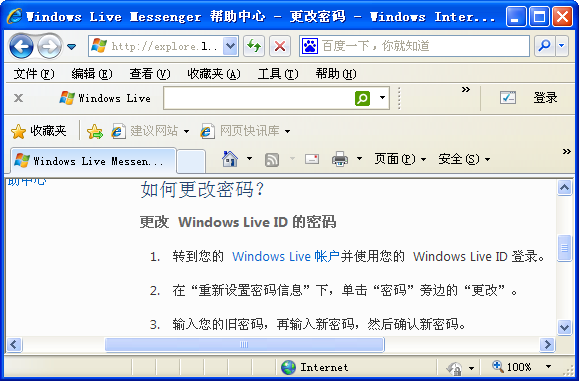 Windows Live Messenger 帮助中心 - 更改密码 - Windows Inter...
http://explore.l...
百度一下，你就知道
文件(F) 编辑(E) 查看(V) 收藏夹(A) 工具(T) 帮助(H)
x Windows Live » 登录
收藏夹 建议网站 网页快讯库
Windows Live Messen... 页面(P) 安全(S) »
助中心
如何更改密码？
更改 Windows Live ID 的密码
1. 转到您的 Windows Live 帐户并使用您的 Windows Live ID 登录。
2. 在“重新设置密码信息”下，单击“密码”旁边的“更改”。
3. 输入您的旧密码，再输入新密码，然后确认新密码。
Internet 100%